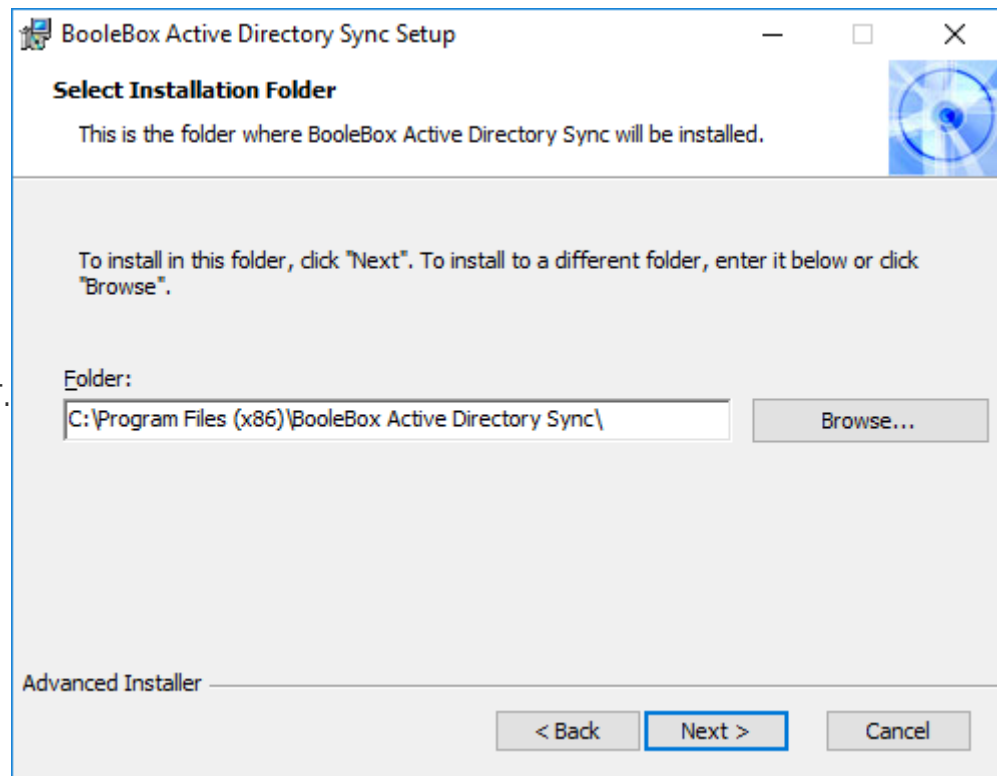 BooleBox Active Directory Sync Setup
Select Installation Folder
This is the folder where BooleBox Active Directory Sync will be installed.
To install in this folder, click "Next". To install to a different folder, enter it below or click
"Browse".
Folder:
C:\Program Files (x86)\BooleBox Active Directory Sync\
Browse...
Advanced Installer
< Back
Next >
Cancel